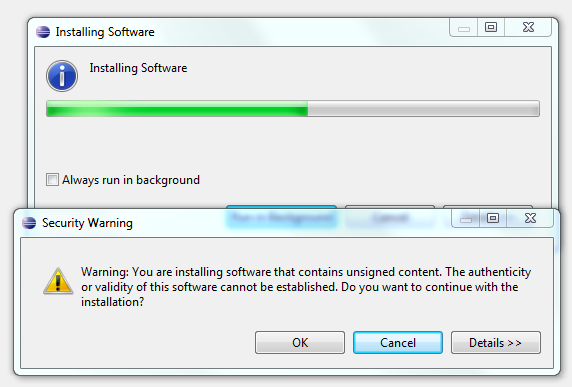 Installing Software
Installing Software
Always run in background
Run in Background Cancel
Security Warning
Warning: You are installing software that contains unsigned content. The authenticity
or validity of this software cannot be established. Do you want to continue with the
installation?
OK Cancel Details >>